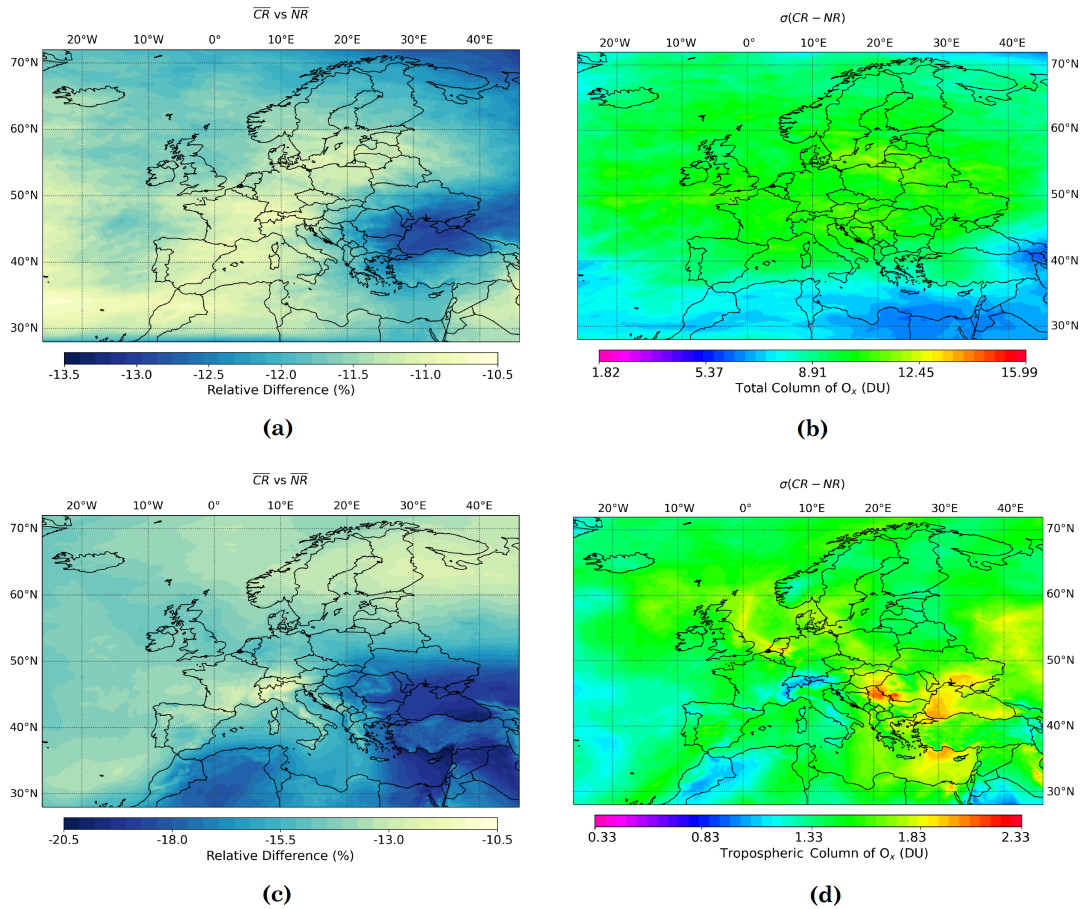 CR vs NR
20°W 10°W 0° 10°E 20°E 30°E 40°E
70°N
60°N
50°N
40°N
30°N
-13.5 -13.0 -12.5 -12.0 -11.5 -11.0 -10.5
Relative Difference (%)
(a)
σ(CR − NR)
20°W 10°W 0° 10°E 20°E 30°E 40°E
70°N
60°N
50°N
40°N
30°N
1.82 5.37 8.91 12.45 15.99
Total Column of Oₓ (DU)
(b)
CR vs NR
20°W 10°W 0° 10°E 20°E 30°E 40°E
70°N
60°N
50°N
40°N
30°N
-20.5 -18.0 -15.5 -13.0 -10.5
Relative Difference (%)
(c)
σ(CR − NR)
20°W 10°W 0° 10°E 20°E 30°E 40°E
70°N
60°N
50°N
40°N
30°N
0.33 0.83 1.33 1.83 2.33
Tropospheric Column of Oₓ (DU)
(d)